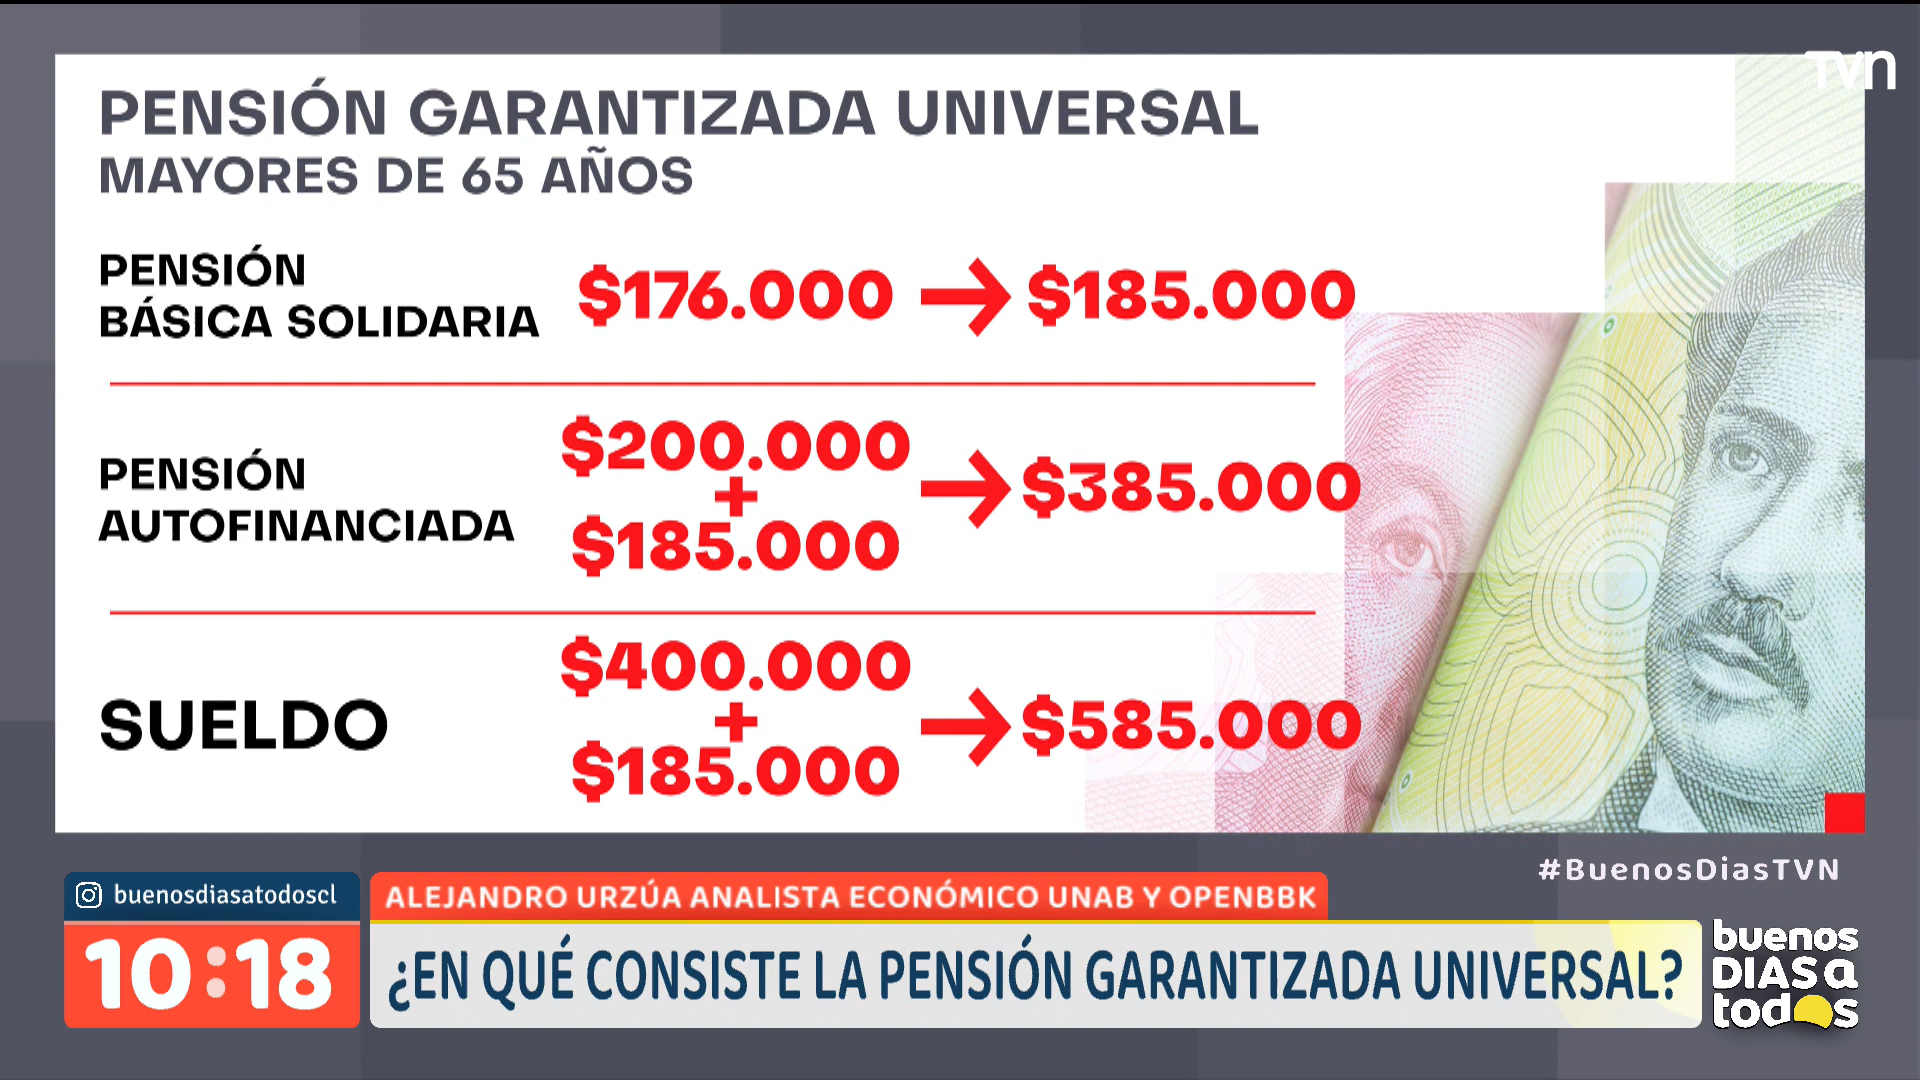 TVN
PENSIÓN GARANTIZADA UNIVERSAL
MAYORES DE 65 AÑOS
PENSIÓN
BÁSICA SOLIDARIA
$176.000 → $185.000
PENSIÓN
AUTOFINANCIADA
$200.000
+
$185.000
→ $385.000
SUELDO
$400.000
+
$185.000
→ $585.000
#BuenosDiasTVN
buenosdiasatodoscl
ALEJANDRO URZÚA ANALISTA ECONÓMICO UNAB Y OPENBBK
10:18
¿EN QUÉ CONSISTE LA PENSIÓN GARANTIZADA UNIVERSAL?
buenos
DIAS a
todos